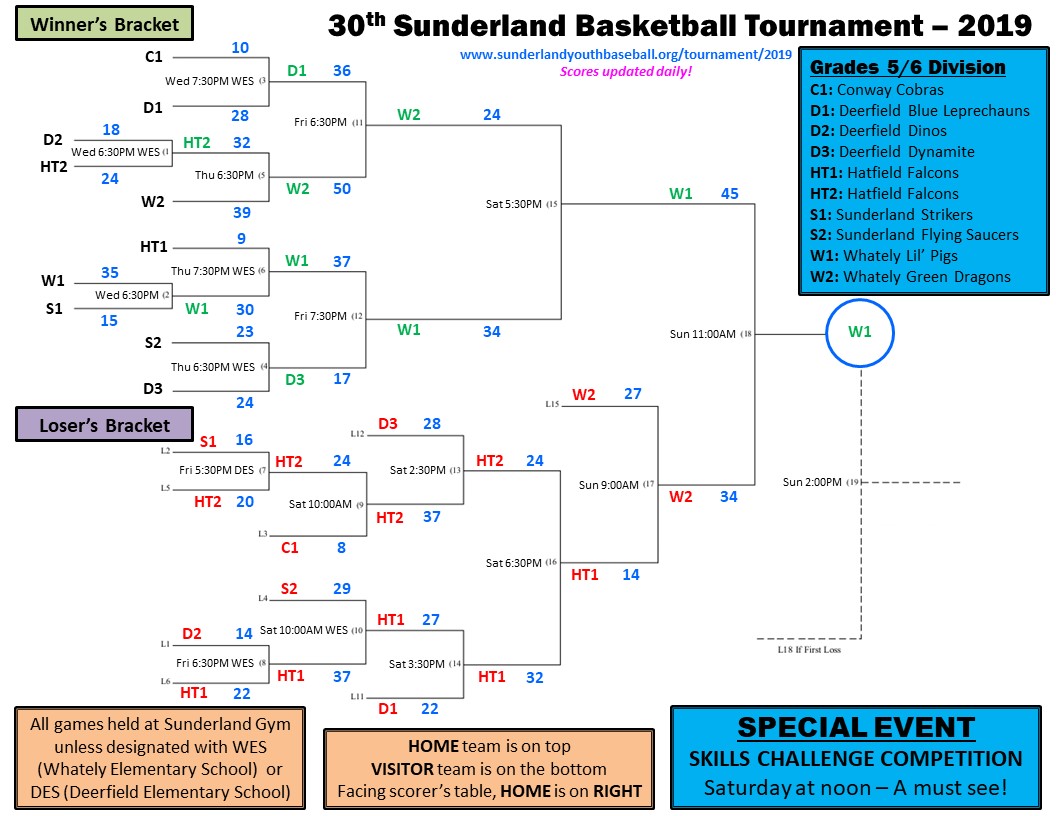 Winner's Bracket
30th Sunderland Basketball Tournament – 2019
www.sunderlandyouthbaseball.org/tournament/2019
Scores updated daily!
Grades 5/6 Division
C1: Conway Cobras
D1: Deerfield Blue Leprechauns
D2: Deerfield Dinos
D3: Deerfield Dynamite
HT1: Hatfield Falcons
HT2: Hatfield Falcons
S1: Sunderland Strikers
S2: Sunderland Flying Saucers
W1: Whately Lil' Pigs
W2: Whately Green Dragons
C1 10
Wed 7:30PM WES (3
D1 28
D1 36
Fri 6:30PM (11
D2 18
Wed 6:30PM WES (1
HT2 24
HT2 32
Thu 6:30PM (5
W2 39
W2 50
W2 24
Sat 5:30PM (15
HT1 9
Thu 7:30PM WES (6
W1 35
Wed 6:30PM (2
S1 15
W1 30
W1 37
Fri 7:30PM (12
S2 23
Thu 6:30PM WES (4
D3 24
D3 17
W1 34
W1 45
Sun 11:00AM (18
W1
Loser's Bracket
L2 S1 16
Fri 5:30PM DES (7
L5 HT2 20
HT2 24
Sat 10:00AM (9
L3 C1 8
L12 D3 28
Sat 2:30PM (13
HT2 37
HT2 24
Sat 6:30PM (16
L4 S2 29
Sat 10:00AM WES (10
L1 D2 14
Fri 6:30PM WES (8
L6 HT1 22
HT1 37
HT1 27
Sat 3:30PM (14
L11 D1 22
HT1 32
L15 W2 27
Sun 9:00AM (17
HT1 14
W2 34
Sun 2:00PM (19
L18 If First Loss
All games held at Sunderland Gym
unless designated with WES
(Whately Elementary School) or
DES (Deerfield Elementary School)
HOME team is on top
VISITOR team is on the bottom
Facing scorer's table, HOME is on RIGHT
SPECIAL EVENT
SKILLS CHALLENGE COMPETITION
Saturday at noon – A must see!